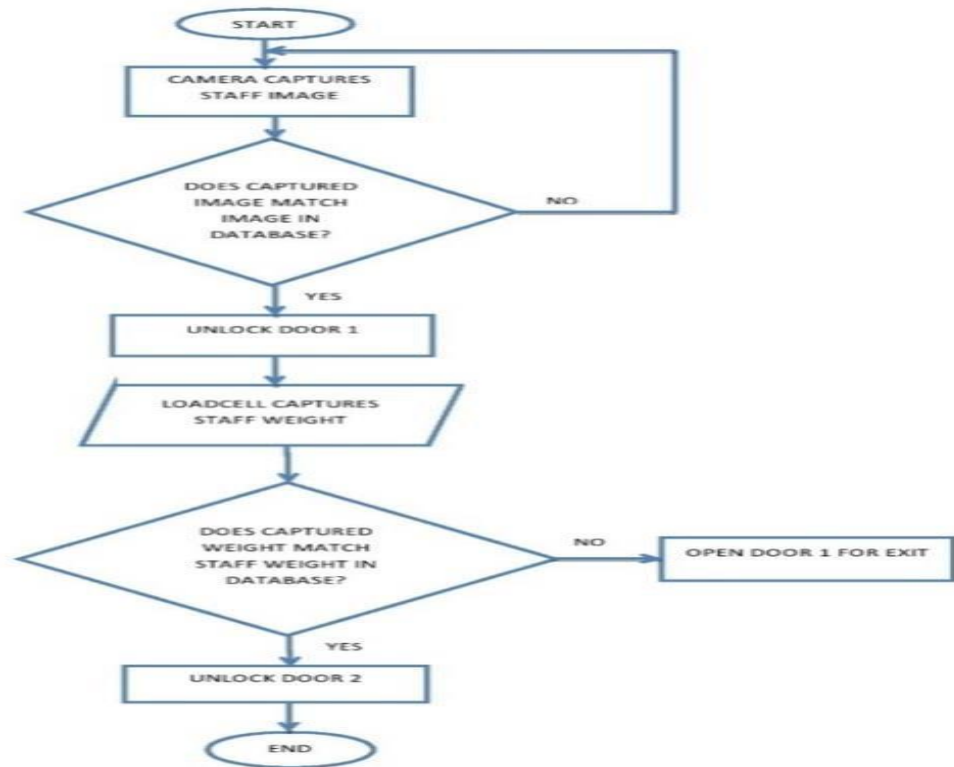 START
CAMERA CAPTURES
STAFF IMAGE
DOES CAPTURED
IMAGE MATCH
IMAGE IN
DATABASE?
NO
YES
UNLOCK DOOR 1
LOADCELL CAPTURES
STAFF WEIGHT
DOES CAPTURED
WEIGHT MATCH
STAFF WEIGHT IN
DATABASE?
NO
OPEN DOOR 1 FOR EXIT
YES
UNLOCK DOOR 2
END